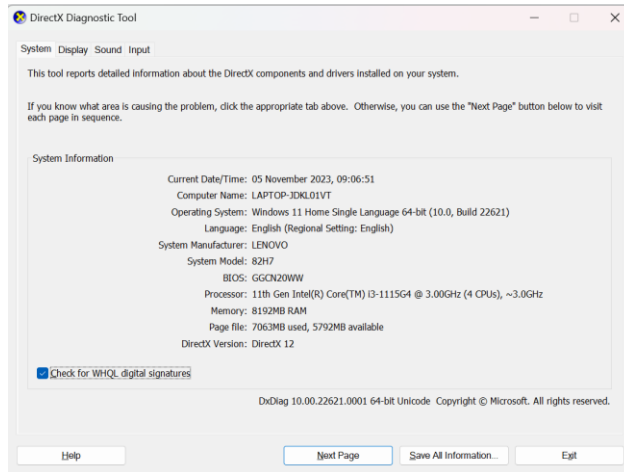 DirectX Diagnostic Tool
System Display Sound Input
This tool reports detailed information about the DirectX components and drivers installed on your system.
If you know what area is causing the problem, click the appropriate tab above. Otherwise, you can use the "Next Page" button below to visit
each page in sequence.
System Information
Current Date/Time: 05 November 2023, 09:06:51
Computer Name: LAPTOP-JDKL01VT
Operating System: Windows 11 Home Single Language 64-bit (10.0, Build 22621)
Language: English (Regional Setting: English)
System Manufacturer: LENOVO
System Model: 82H7
BIOS: GGCN20WW
Processor: 11th Gen Intel(R) Core(TM) i3-1115G4 @ 3.00GHz (4 CPUs), ~3.0GHz
Memory: 8192MB RAM
Page file: 7063MB used, 5792MB available
DirectX Version: DirectX 12
Check for WHQL digital signatures
DxDiag 10.00.22621.0001 64-bit Unicode Copyright © Microsoft. All rights reserved.
Help Next Page Save All Information... Exit